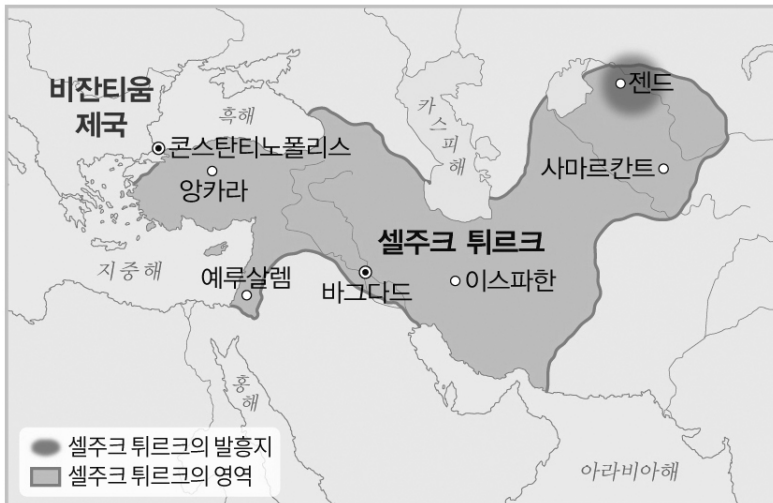 비잔티움
제국
흑해
콘스탄티노폴리스
앙카라
카스피해
젠드
사마르칸트
셀주크 튀르크
지중해
예루살렘
바그다드
이스파한
홍해
셀주크 튀르크의 발흥지
셀주크 튀르크의 영역
아라비아해